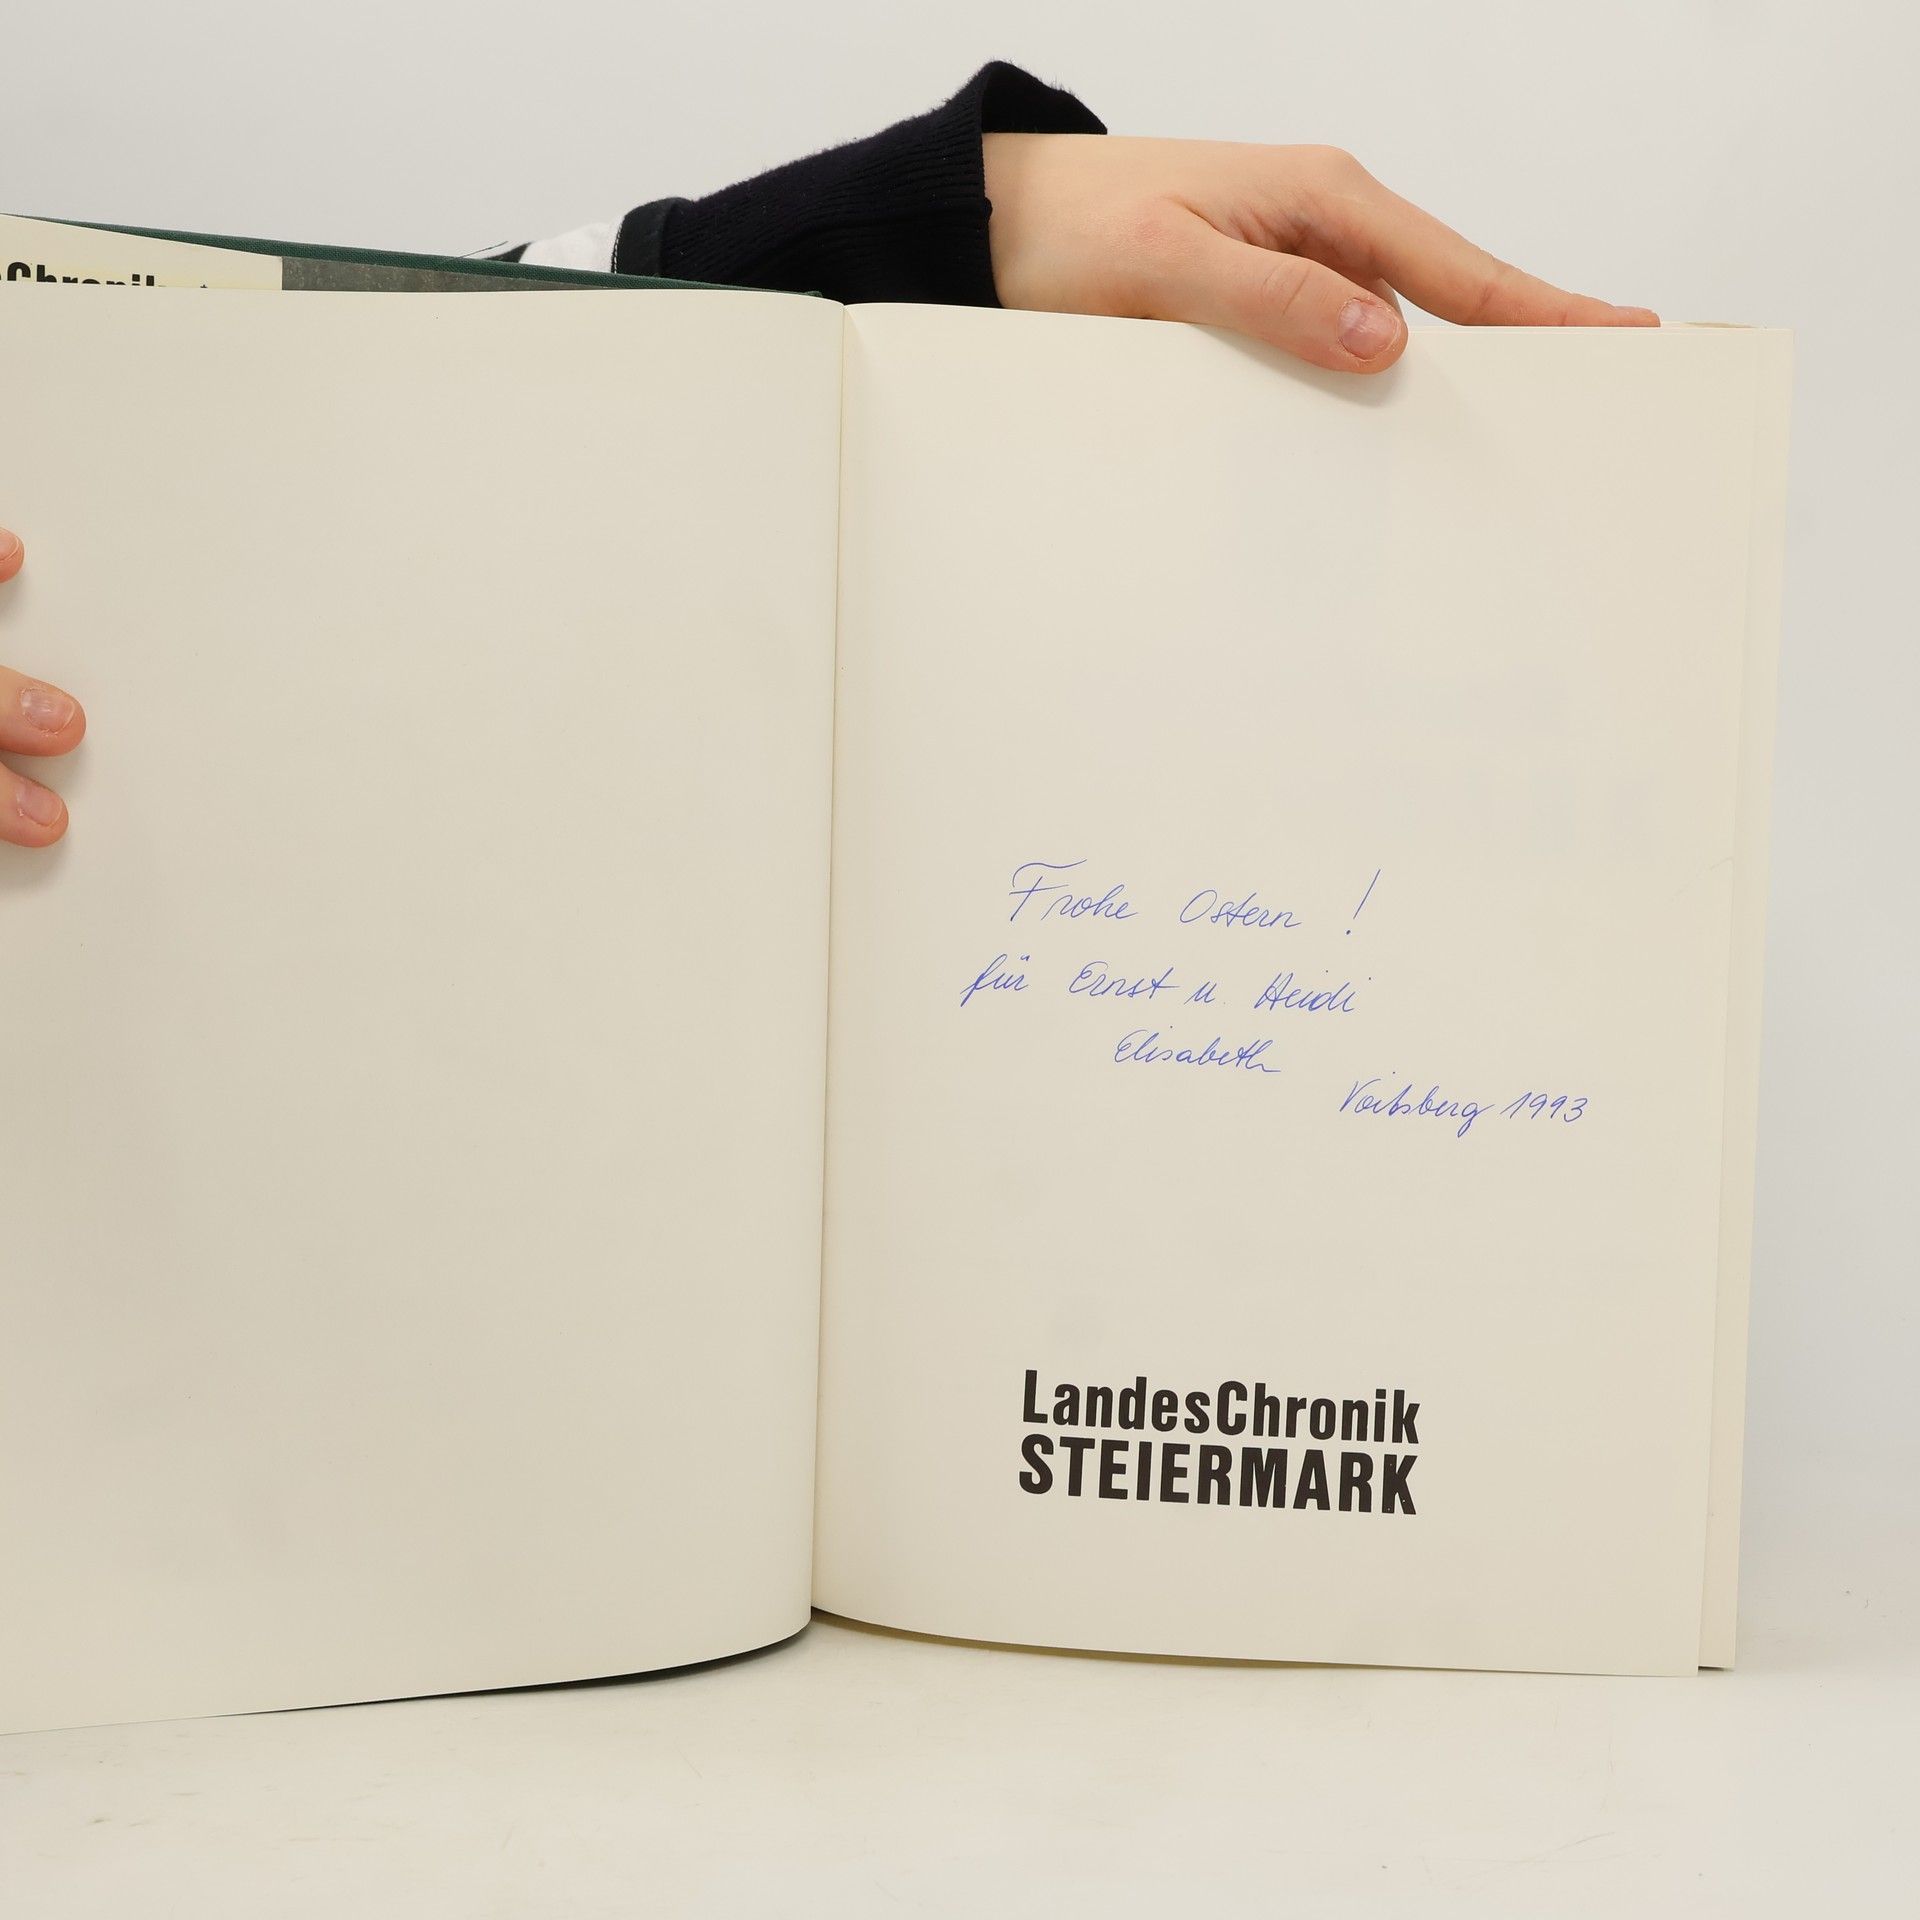 Frohe Ostern !
für Ernst u. Heidi
Elisabeth
Voitsberg 1993
LandesChronik
STEIERMARK